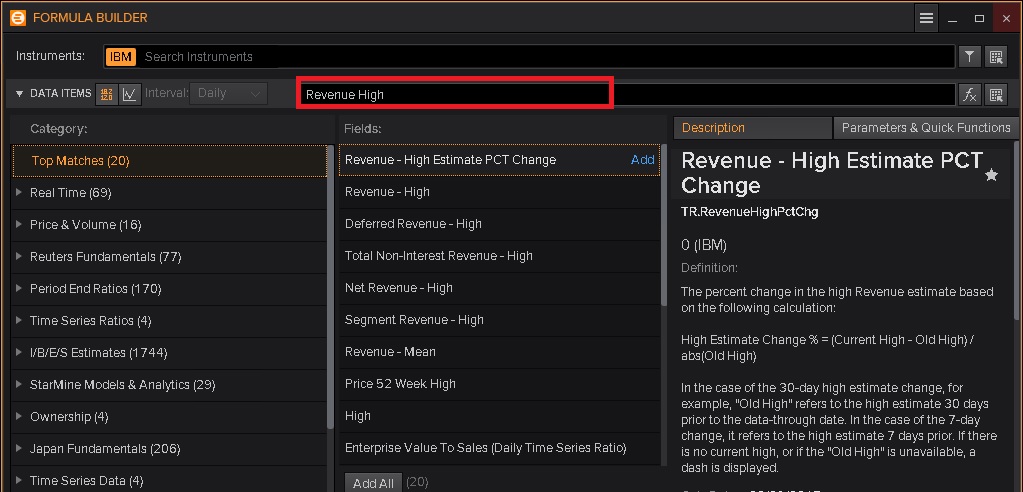 FORMULA BUILDER
Instruments: IBM Search Instruments
DATA ITEMS Interval: Daily Revenue High fx
Category:
Top Matches (20)
Real Time (69)
Price & Volume (16)
Reuters Fundamentals (77)
Period End Ratios (170)
Time Series Ratios (4)
I/B/E/S Estimates (1744)
StarMine Models & Analytics (29)
Ownership (4)
Japan Fundamentals (206)
Time Series Data (4)
Fields:
Revenue - High Estimate PCT Change Add
Revenue - High
Deferred Revenue - High
Total Non-Interest Revenue - High
Net Revenue - High
Segment Revenue - High
Revenue - Mean
Price 52 Week High
High
Enterprise Value To Sales (Daily Time Series Ratio)
Add All (20)
Description Parameters & Quick Functions
Revenue - High Estimate PCT
Change
TR.RevenueHighPctChg
0 (IBM)
Definition:
The percent change in the high Revenue estimate based
on the following calculation:
High Estimate Change % = (Current High - Old High) /
abs(Old High)
In the case of the 30-day high estimate change, for
example, "Old High" refers to the high estimate 30 days
prior to the data-through date. In the case of the 7-day
change, it refers to the high estimate 7 days prior. If there
is no current high, or if the "Old High" is unavailable, a
dash is displayed.